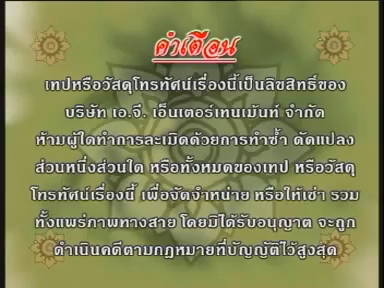 คำเตือน
เทปหรือวัสดุโทรทัศน์เรื่องนี้เป็นลิขสิทธิ์ของ
บริษัท เอ.จี. เอ็นเตอร์เทนเม้นท์ จำกัด
ห้ามผู้ใดทำการละเมิดด้วยการทำซ้ำ ดัดแปลง
ส่วนหนึ่งส่วนใด หรือทั้งหมดของเทป หรือวัสดุ
โทรทัศน์เรื่องนี้ เพื่อจัดจำหน่าย หรือให้เช่า รวม
ทั้งแพร่ภาพทางสาย โดยมิได้รับอนุญาต จะถูก
ดำเนินคดีตามกฎหมายที่บัญญัติไว้สูงสุด